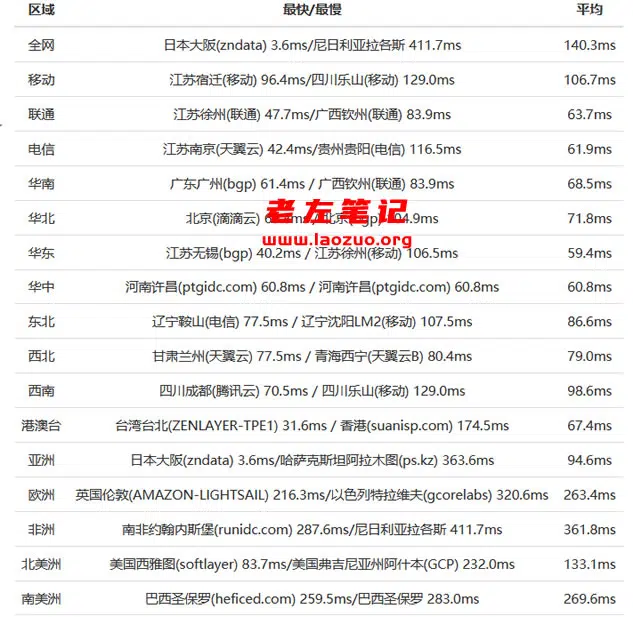 区域 最快/最慢 平均
全网 日本大阪(zndata) 3.6ms/尼日利亚拉各斯 411.7ms 140.3ms
移动 江苏宿迁(移动) 96.4ms/四川乐山(移动) 129.0ms 106.7ms
联通 江苏徐州(联通) 47.7ms/广西钦州(联通) 83.9ms 63.7ms
电信 江苏南京(天翼云) 42.4ms/贵州贵阳(电信) 116.5ms 61.9ms
华南 广东广州(bgp) 61.4ms / 广西钦州(联通) 83.9ms 68.5ms
老左笔记
华北 北京(滴滴云) 71.8ms
www.laozuo.org
华东 江苏无锡(bgp) 40.2ms / 江苏徐州(移动) 106.5ms 59.4ms
华中 河南许昌(ptgidc.com) 60.8ms / 河南许昌(ptgidc.com) 60.8ms 60.8ms
东北 辽宁鞍山(电信) 77.5ms / 辽宁沈阳LM2(移动) 107.5ms 86.6ms
西北 甘肃兰州(天翼云) 77.5ms / 青海西宁(天翼云B) 80.4ms 79.0ms
西南 四川成都(腾讯云) 70.5ms / 四川乐山(移动) 129.0ms 98.6ms
港澳台 台湾台北(ZENLAYER-TPE1) 31.6ms / 香港(suanisp.com) 174.5ms 67.4ms
亚洲 日本大阪(zndata) 3.6ms/哈萨克斯坦阿拉木图(ps.kz) 363.6ms 94.6ms
欧洲 英国伦敦(AMAZON-LIGHTSAIL) 216.3ms/以色列特拉维夫(gcorelabs) 320.6ms 263.4ms
非洲 南非约翰内斯堡(runidc.com) 287.6ms/尼日利亚拉各斯 411.7ms 361.8ms
北美洲 美国西雅图(softlayer) 83.7ms/美国弗吉尼亚州阿什本(GCP) 232.0ms 133.1ms
南美洲 巴西圣保罗(heficed.com) 259.5ms/巴西圣保罗 283.0ms 269.6ms